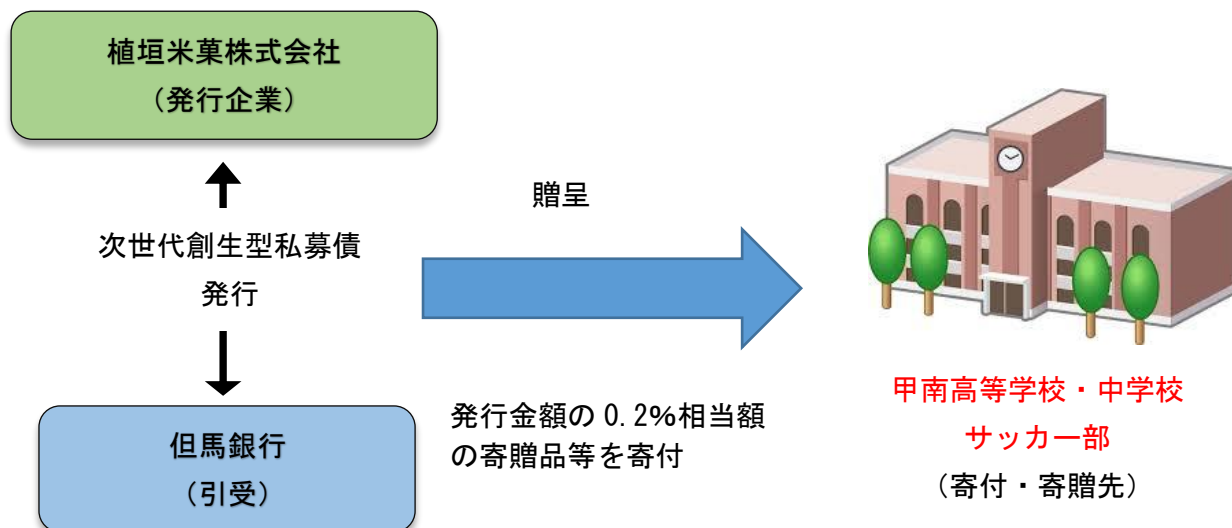 植垣米菓株式会社
（発行企業）
次世代創生型私募債
発行
但馬銀行
（引受）
贈呈
発行金額の 0.2%相当額
の寄贈品等を寄付
甲南高等学校・中学校
サッカー部
（寄付・寄贈先）